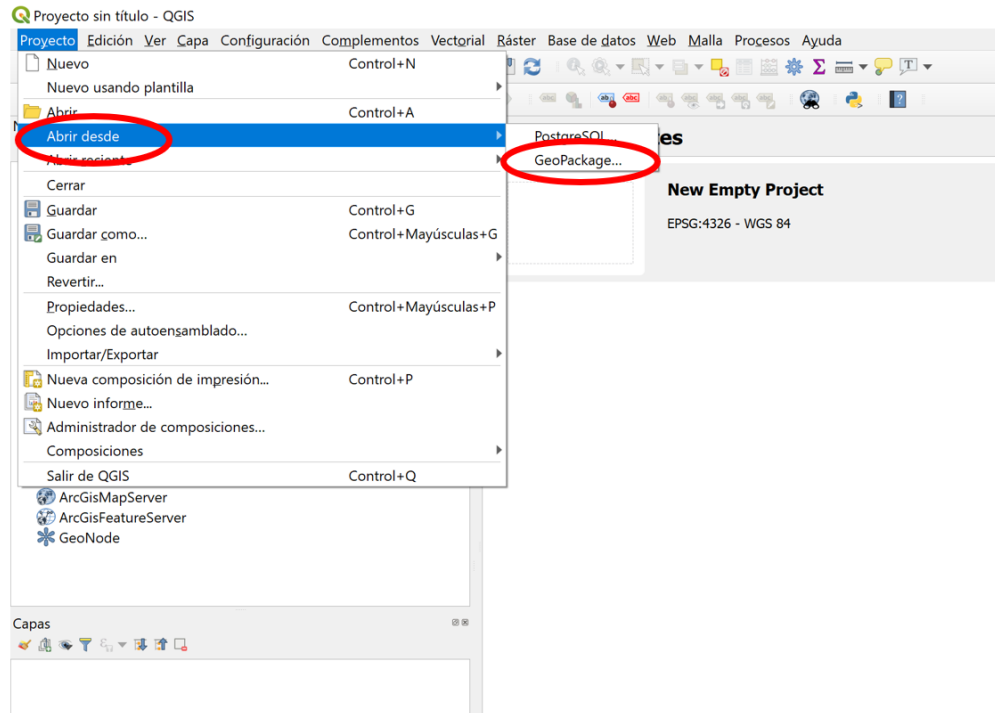 Proyecto sin título - QGIS
Proyecto Edición Ver Capa Configuración Complementos Vectorial Ráster Base de datos Web Malla Procesos Ayuda
Nuevo Control+N
Nuevo usando plantilla
Abrir... Control+A
Abrir desde
PostgreSQL...
es
Abrir reciente
GeoPackage...
Cerrar
New Empty Project
Guardar Control+G
EPSG:4326 - WGS 84
Guardar como... Control+Mayúsculas+G
Guardar en
Revertir...
Propiedades... Control+Mayúsculas+P
Opciones de autoensamblado...
Importar/Exportar
Nueva composición de impresión... Control+P
Nuevo informe...
Administrador de composiciones...
Composiciones
Salir de QGIS Control+Q
ArcGisMapServer
ArcGisFeatureServer
GeoNode
Capas